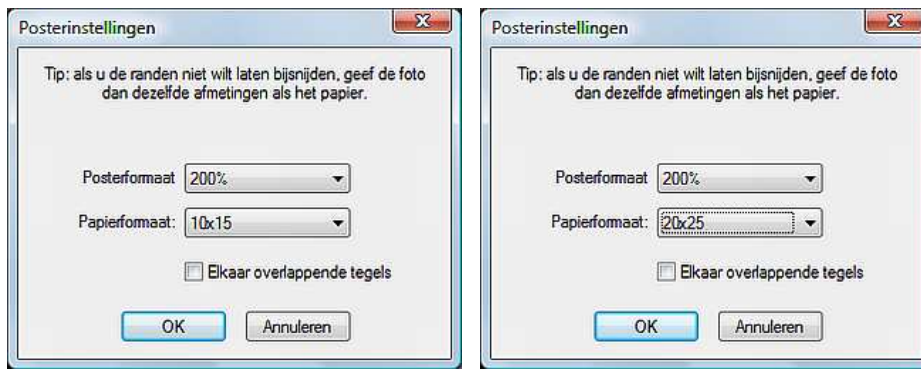 Posterinstellingen
Tip: als u de randen niet wilt laten bijsnijden, geef de foto
dan dezelfde afmetingen als het papier.
Posterformaat 200%
Papierformaat: 10x15
Elkaar overlappende tegels
OK Annuleren
Posterinstellingen
Tip: als u de randen niet wilt laten bijsnijden, geef de foto
dan dezelfde afmetingen als het papier.
Posterformaat 200%
Papierformaat: 20x25
Elkaar overlappende tegels
OK Annuleren